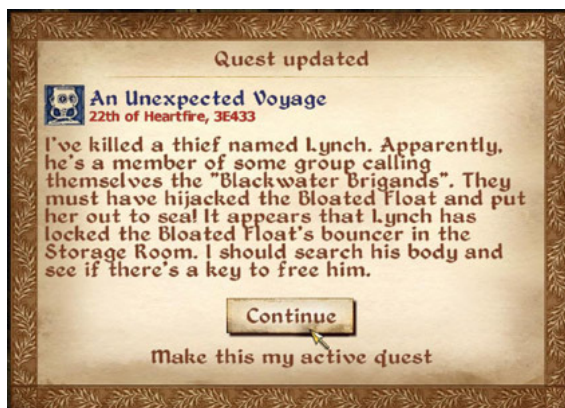 Quest updated
An Unexpected Voyage
22th of Heartfire, 3E433
I've killed a thief named Lynch. Apparently,
he's a member of some group calling
themselves the "Blackwater Brigands". They
must have hijacked the Bloated Float and put
her out to sea! It appears that Lynch has
locked the Bloated Float's bouncer in the
Storage Room. I should search his body and
see if there's a key to free him.
Continue
Make this my active quest